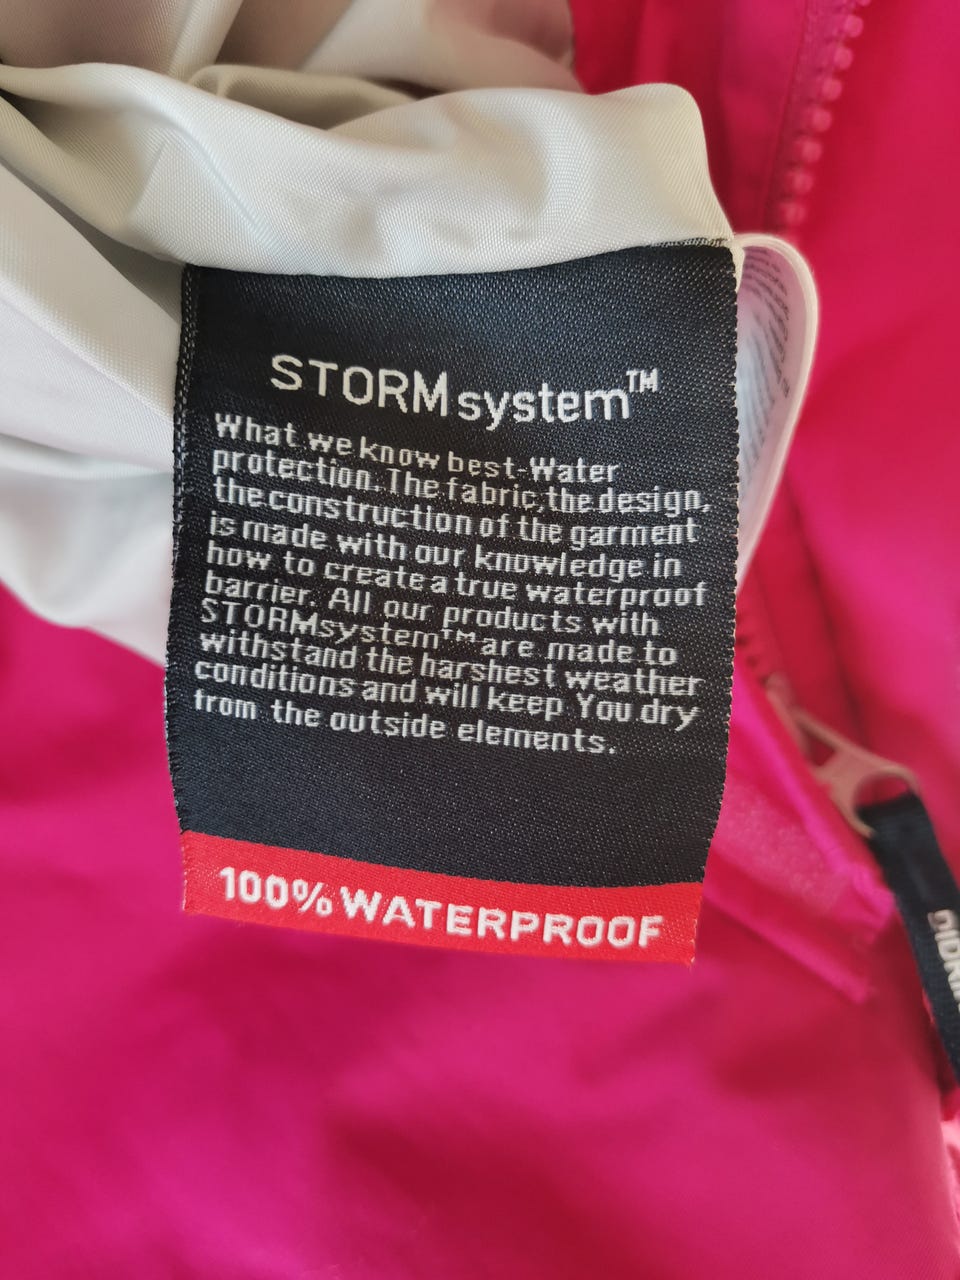 STORMsystem™
What we know best-Water
protection. The fabric, the design,
the construction of the garment
is made with our knowledge in
how to create a true waterproof
barrier. All our products with
STORMsystem™ are made to
withstand the harshest weather
conditions and will keep You dry
from the outside elements.
100% WATERPROOF